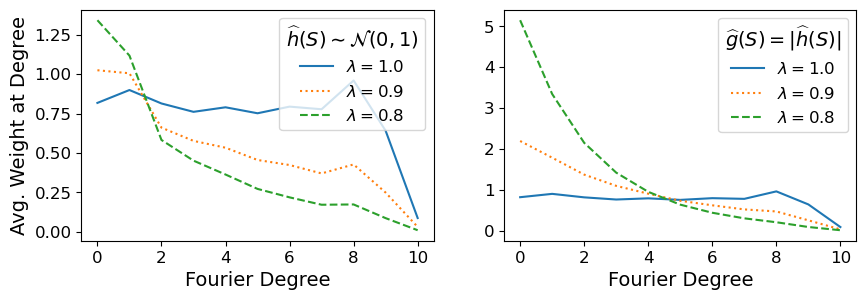 Avg. Weight at Degree
1.25
1.00
0.75
0.50
0.25
0.00
0 2 4 6 8 10
Fourier Degree
ĥ(S) ∼ 𝒩(0, 1)
λ = 1.0
λ = 0.9
λ = 0.8
5
4
3
2
1
0
0 2 4 6 8 10
Fourier Degree
ĝ(S) = |ĥ(S)|
λ = 1.0
λ = 0.9
λ = 0.8